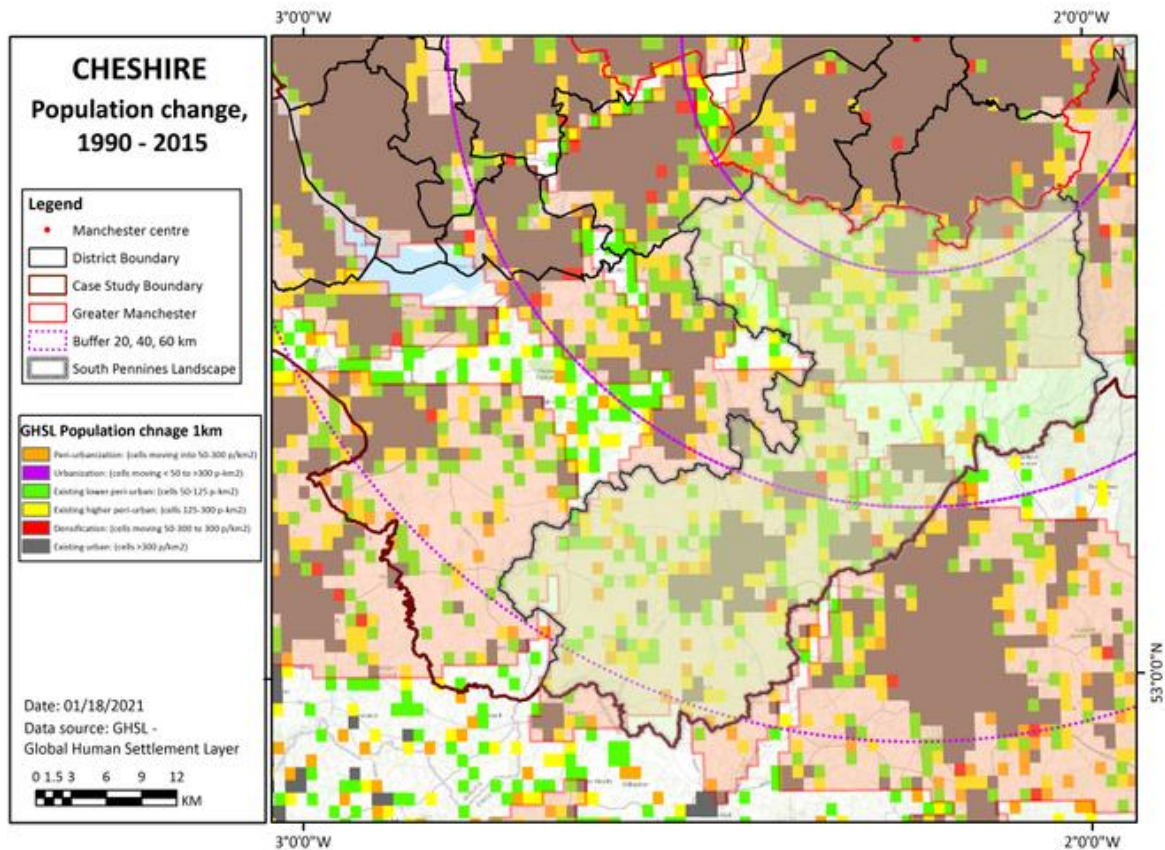 3°0'0"W
2°0'0"W
CHESHIRE
Population change,
1990 - 2015
N
Legend
Manchester centre
District Boundary
Case Study Boundary
Greater Manchester
Buffer 20, 40, 60 km
South Pennines Landscape
GHSL Population chnage 1km
Peri-urbanization: (cells moving into 50-300 p/km2)
Urbanization: (cells moving < 50 to >300 p-km2)
Existing lower peri-urban: (cells 50-125 p-km2)
Existing higher peri-urban: (cells 125-300 p-km2)
Densification: (cells moving 50-300 to 300 p/km2)
Existing urban: (cells >300 p/km2)
53°0'0"N
Date: 01/18/2021
Data source: GHSL -
Global Human Settlement Layer
0 1.5 3 6 9 12
KM
3°0'0"W
2°0'0"W